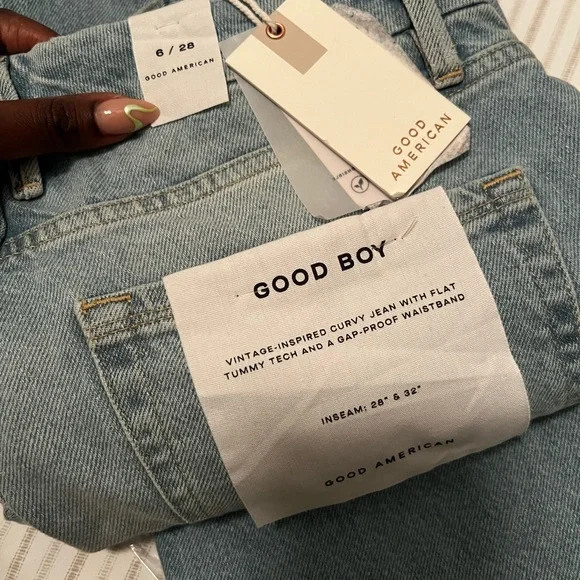 6 / 28
GOOD AMERICAN
GOOD
AMERICAN
GOOD BOY
VINTAGE-INSPIRED CURVY JEAN WITH FLAT
TUMMY TECH AND A GAP-PROOF WAISTBAND
INSEAM: 28" & 32"
GOOD AMERICAN